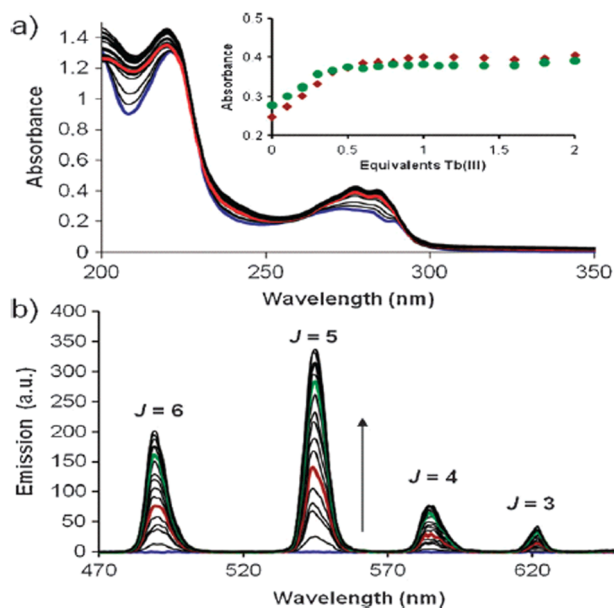 a)
1.4
1.2
1
0.8
0.6
0.4
0.2
0
Absorbance
200
250
300
350
Wavelength (nm)
0.5
0.4
0.3
0.2
Absorbance
0
0.5
1
1.5
2
Equivalents Tb(III)
b)
400
350
300
250
200
150
100
50
0
Emission (a.u.)
J = 6
J = 5
J = 4
J = 3
470
520
570
620
Wavelength (nm)